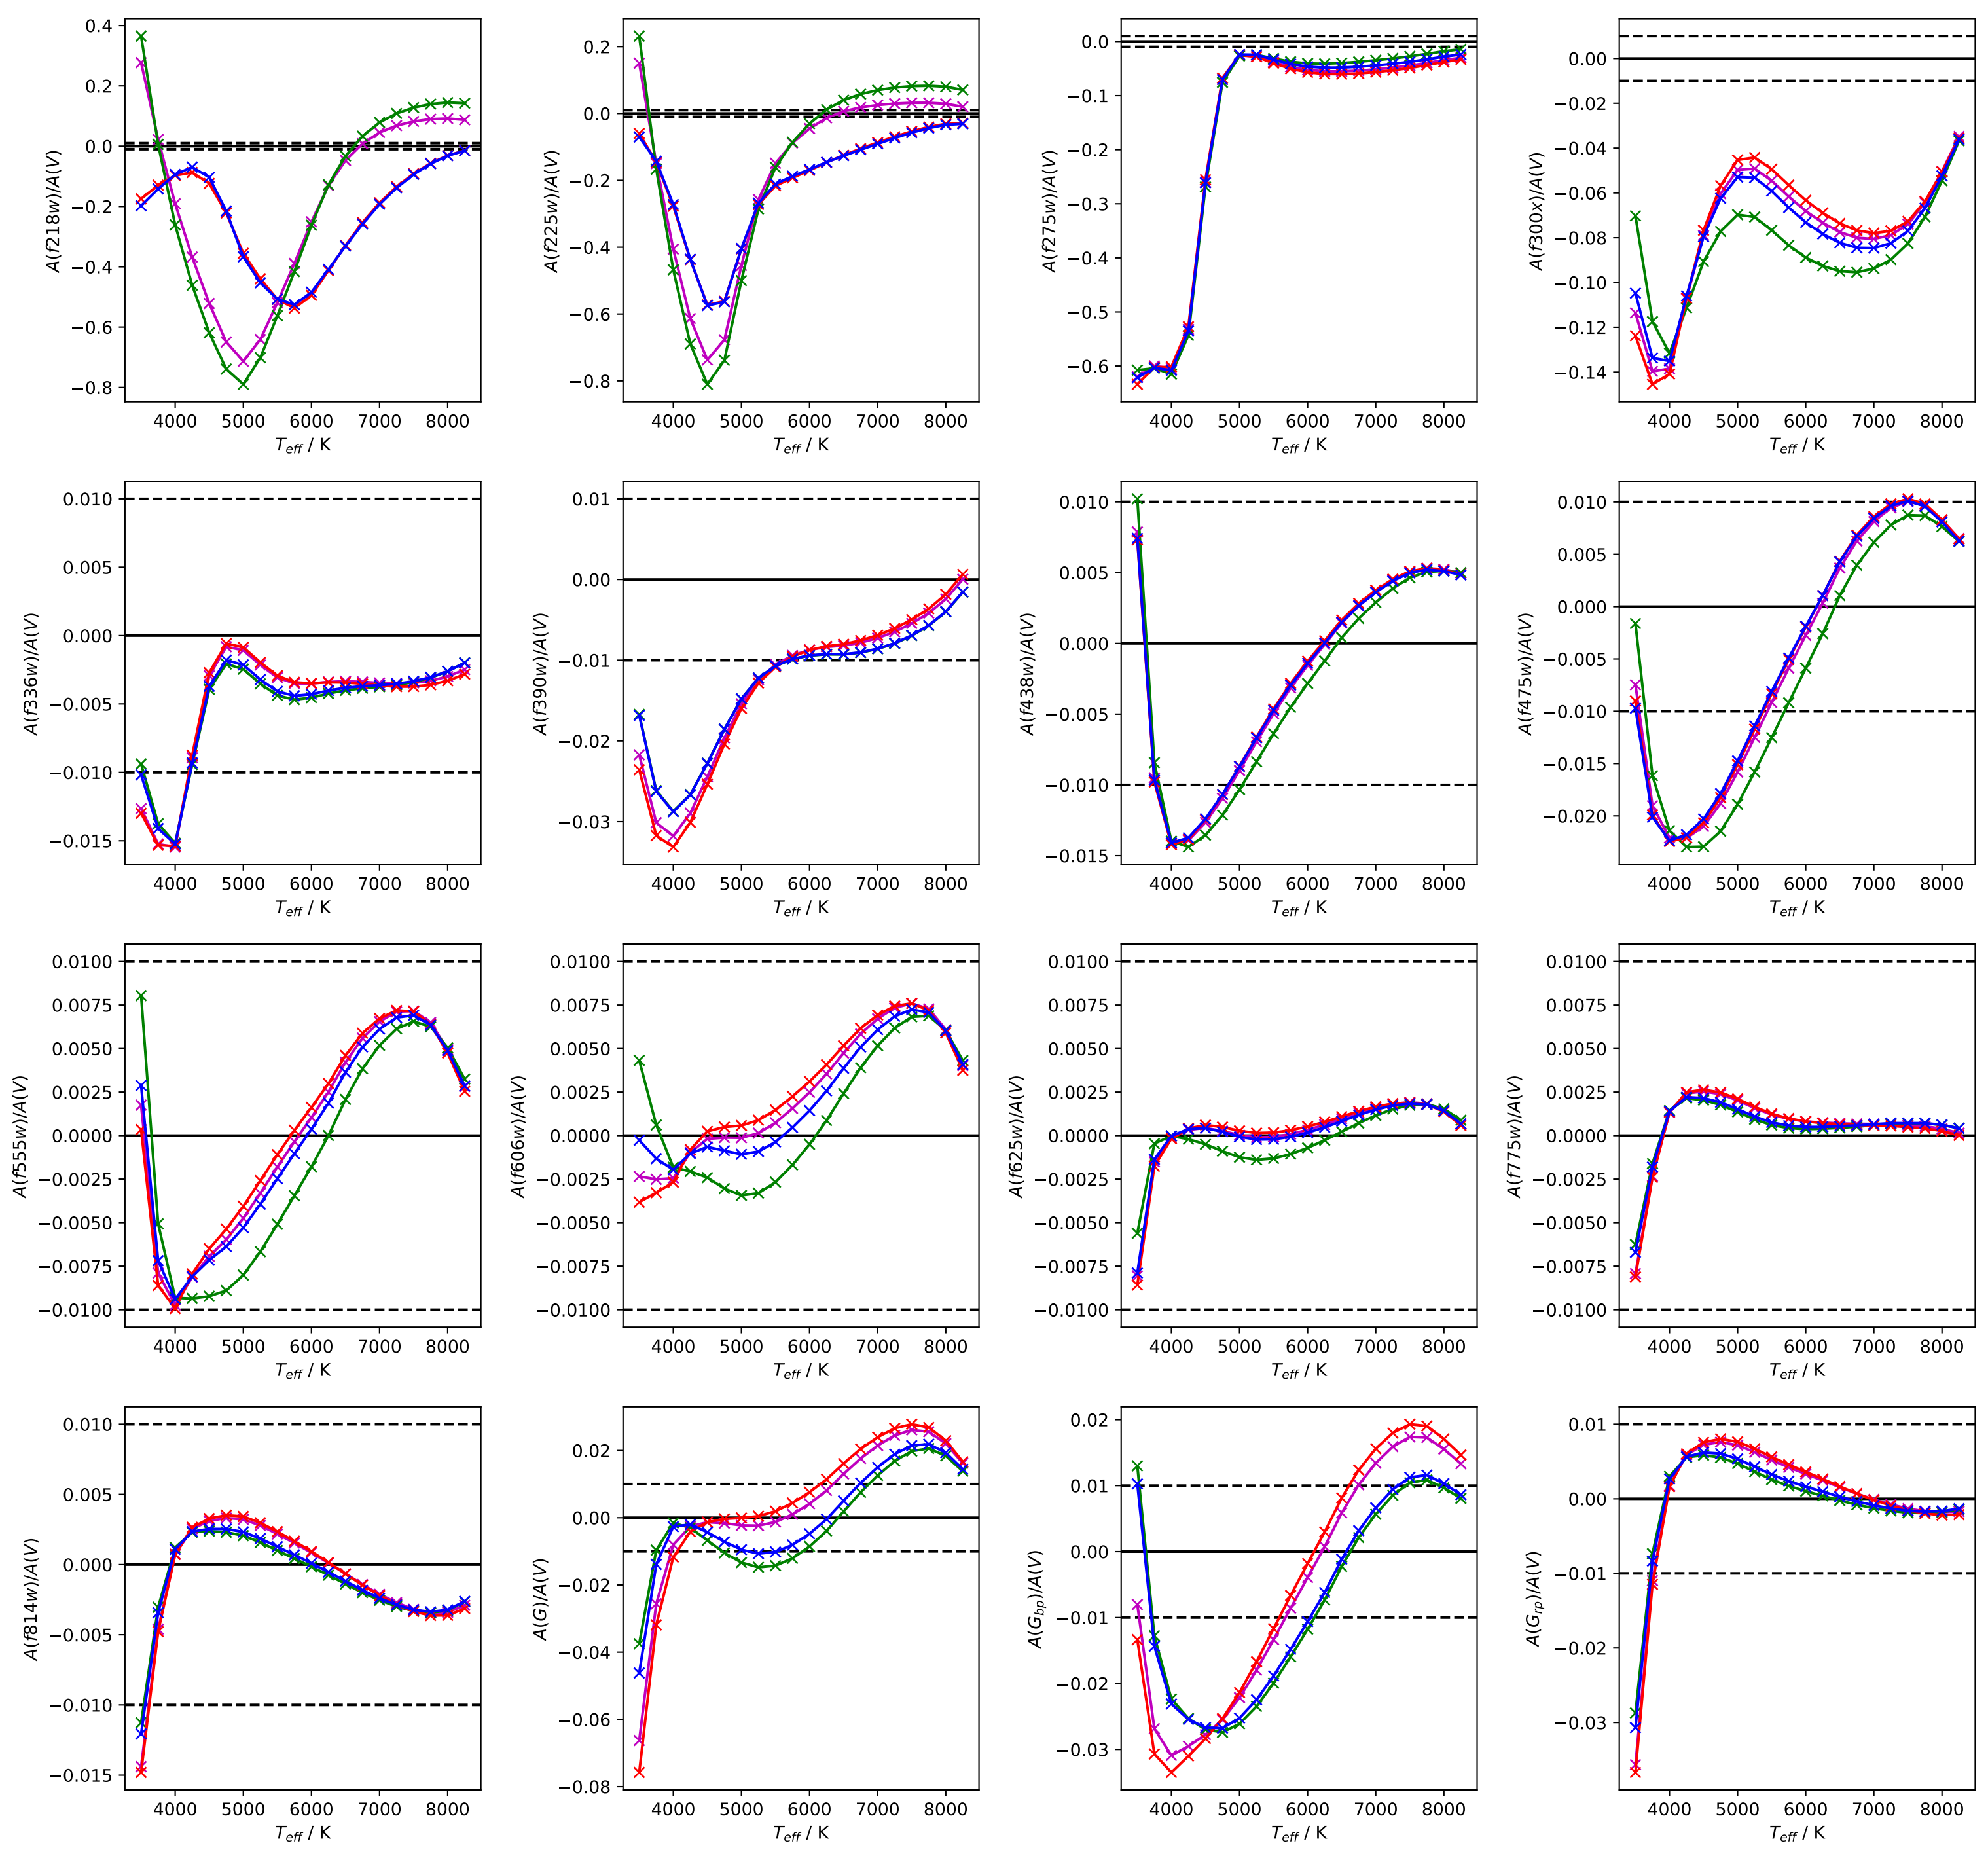 A(f218w)/A(V)
0.4
0.2
0.0
−0.2
−0.4
−0.6
−0.8
4000 5000 6000 7000 8000
T_eff / K
A(f225w)/A(V)
0.2
0.0
−0.2
−0.4
−0.6
−0.8
4000 5000 6000 7000 8000
T_eff / K
A(f275w)/A(V)
0.0
−0.1
−0.2
−0.3
−0.4
−0.5
−0.6
4000 5000 6000 7000 8000
T_eff / K
A(f300x)/A(V)
0.00
−0.02
−0.04
−0.06
−0.08
−0.10
−0.12
−0.14
4000 5000 6000 7000 8000
T_eff / K
A(f336w)/A(V)
0.010
0.005
0.000
−0.005
−0.010
−0.015
4000 5000 6000 7000 8000
T_eff / K
A(f390w)/A(V)
0.01
0.00
−0.01
−0.02
−0.03
4000 5000 6000 7000 8000
T_eff / K
A(f438w)/A(V)
0.010
0.005
0.000
−0.005
−0.010
−0.015
4000 5000 6000 7000 8000
T_eff / K
A(f475w)/A(V)
0.010
0.005
0.000
−0.005
−0.010
−0.015
−0.020
4000 5000 6000 7000 8000
T_eff / K
A(f555w)/A(V)
0.0100
0.0075
0.0050
0.0025
0.0000
−0.0025
−0.0050
−0.0075
−0.0100
4000 5000 6000 7000 8000
T_eff / K
A(f606w)/A(V)
0.0100
0.0075
0.0050
0.0025
0.0000
−0.0025
−0.0050
−0.0075
−0.0100
4000 5000 6000 7000 8000
T_eff / K
A(f625w)/A(V)
0.0100
0.0075
0.0050
0.0025
0.0000
−0.0025
−0.0050
−0.0075
−0.0100
4000 5000 6000 7000 8000
T_eff / K
A(f775w)/A(V)
0.0100
0.0075
0.0050
0.0025
0.0000
−0.0025
−0.0050
−0.0075
−0.0100
4000 5000 6000 7000 8000
T_eff / K
A(f814w)/A(V)
0.010
0.005
0.000
−0.005
−0.010
−0.015
4000 5000 6000 7000 8000
T_eff / K
A(G)/A(V)
0.02
0.00
−0.02
−0.04
−0.06
−0.08
4000 5000 6000 7000 8000
T_eff / K
A(G_bp)/A(V)
0.02
0.01
0.00
−0.01
−0.02
−0.03
4000 5000 6000 7000 8000
T_eff / K
A(G_rp)/A(V)
0.01
0.00
−0.01
−0.02
−0.03
4000 5000 6000 7000 8000
T_eff / K